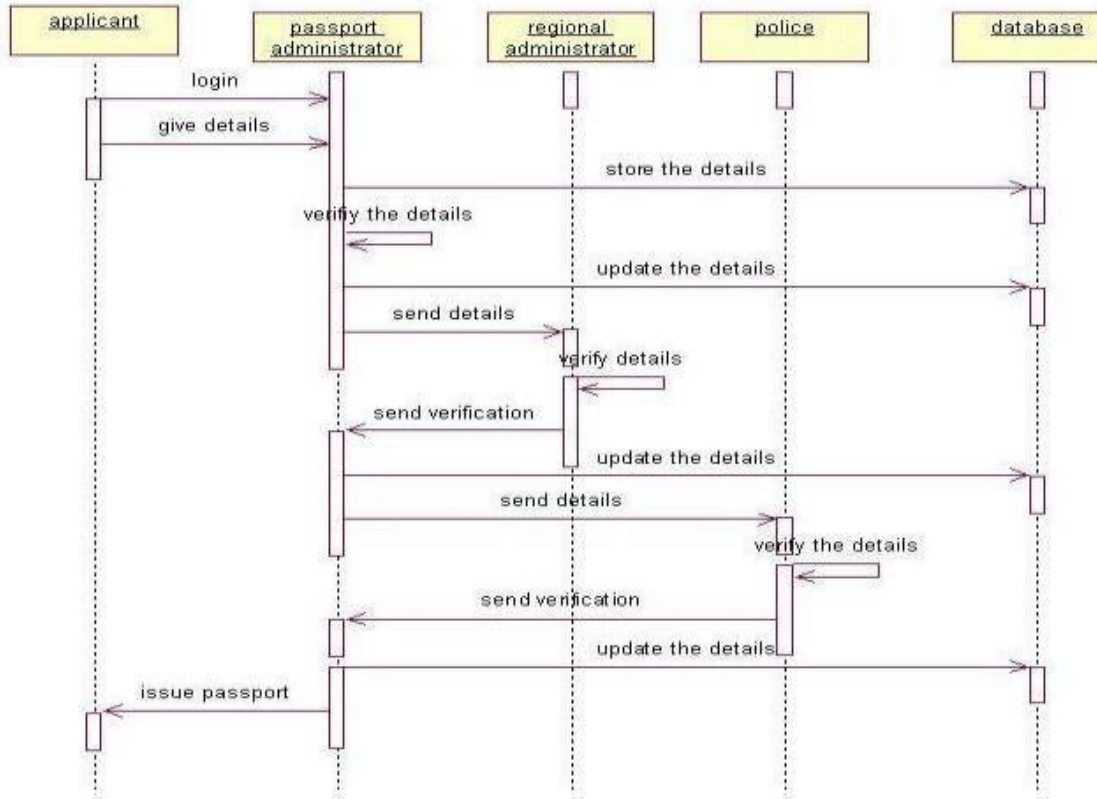 applicant
passport
administrator
regional
administrator
police
database
login
give details
store the details
verifiy the details
update the details
send details
verify details
send verification
update the details
send details
verify the details
send verification
update the details
issue passport